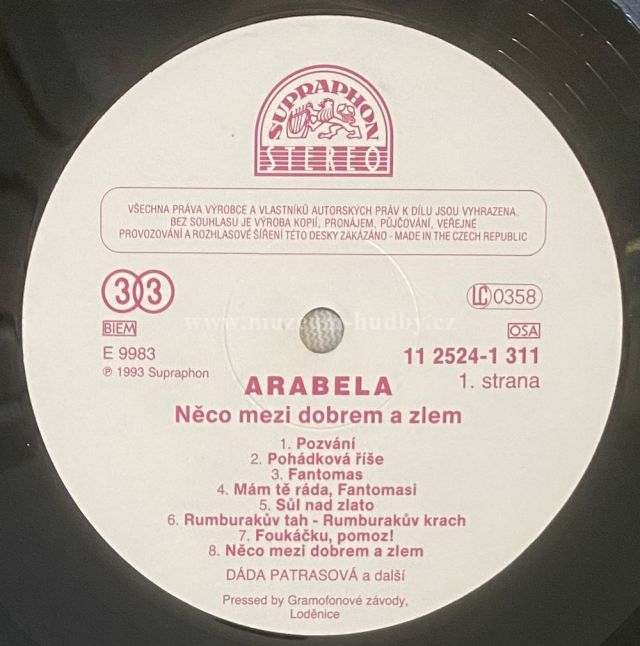 SUPRAPHON
STEREO
VŠECHNA PRÁVA VÝROBCE A VLASTNÍKŮ AUTORSKÝCH PRÁV K DÍLU JSOU VYHRAZENA.
BEZ SOUHLASU JE VÝROBA KOPIÍ, PRONÁJEM, PŮJČOVÁNÍ, VEŘEJNÉ
PROVOZOVÁNÍ A ROZHLASOVÉ ŠÍŘENÍ TÉTO DESKY ZAKÁZÁNO - MADE IN THE CZECH REPUBLIC
33 LC 0358
www.muzeum-hudby.cz
BIEM OSA
E 9983 11 2524-1 311
℗ 1993 Supraphon 1. strana
ARABELA
Něco mezi dobrem a zlem
1. Pozvání
2. Pohádková říše
3. Fantomas
4. Mám tě ráda, Fantomasi
5. Sůl nad zlato
6. Rumburakův tah - Rumburakův krach
7. Foukáčku, pomoz!
8. Něco mezi dobrem a zlem
DÁDA PATRASOVÁ a další
Pressed by Gramofonové závody,
Loděnice